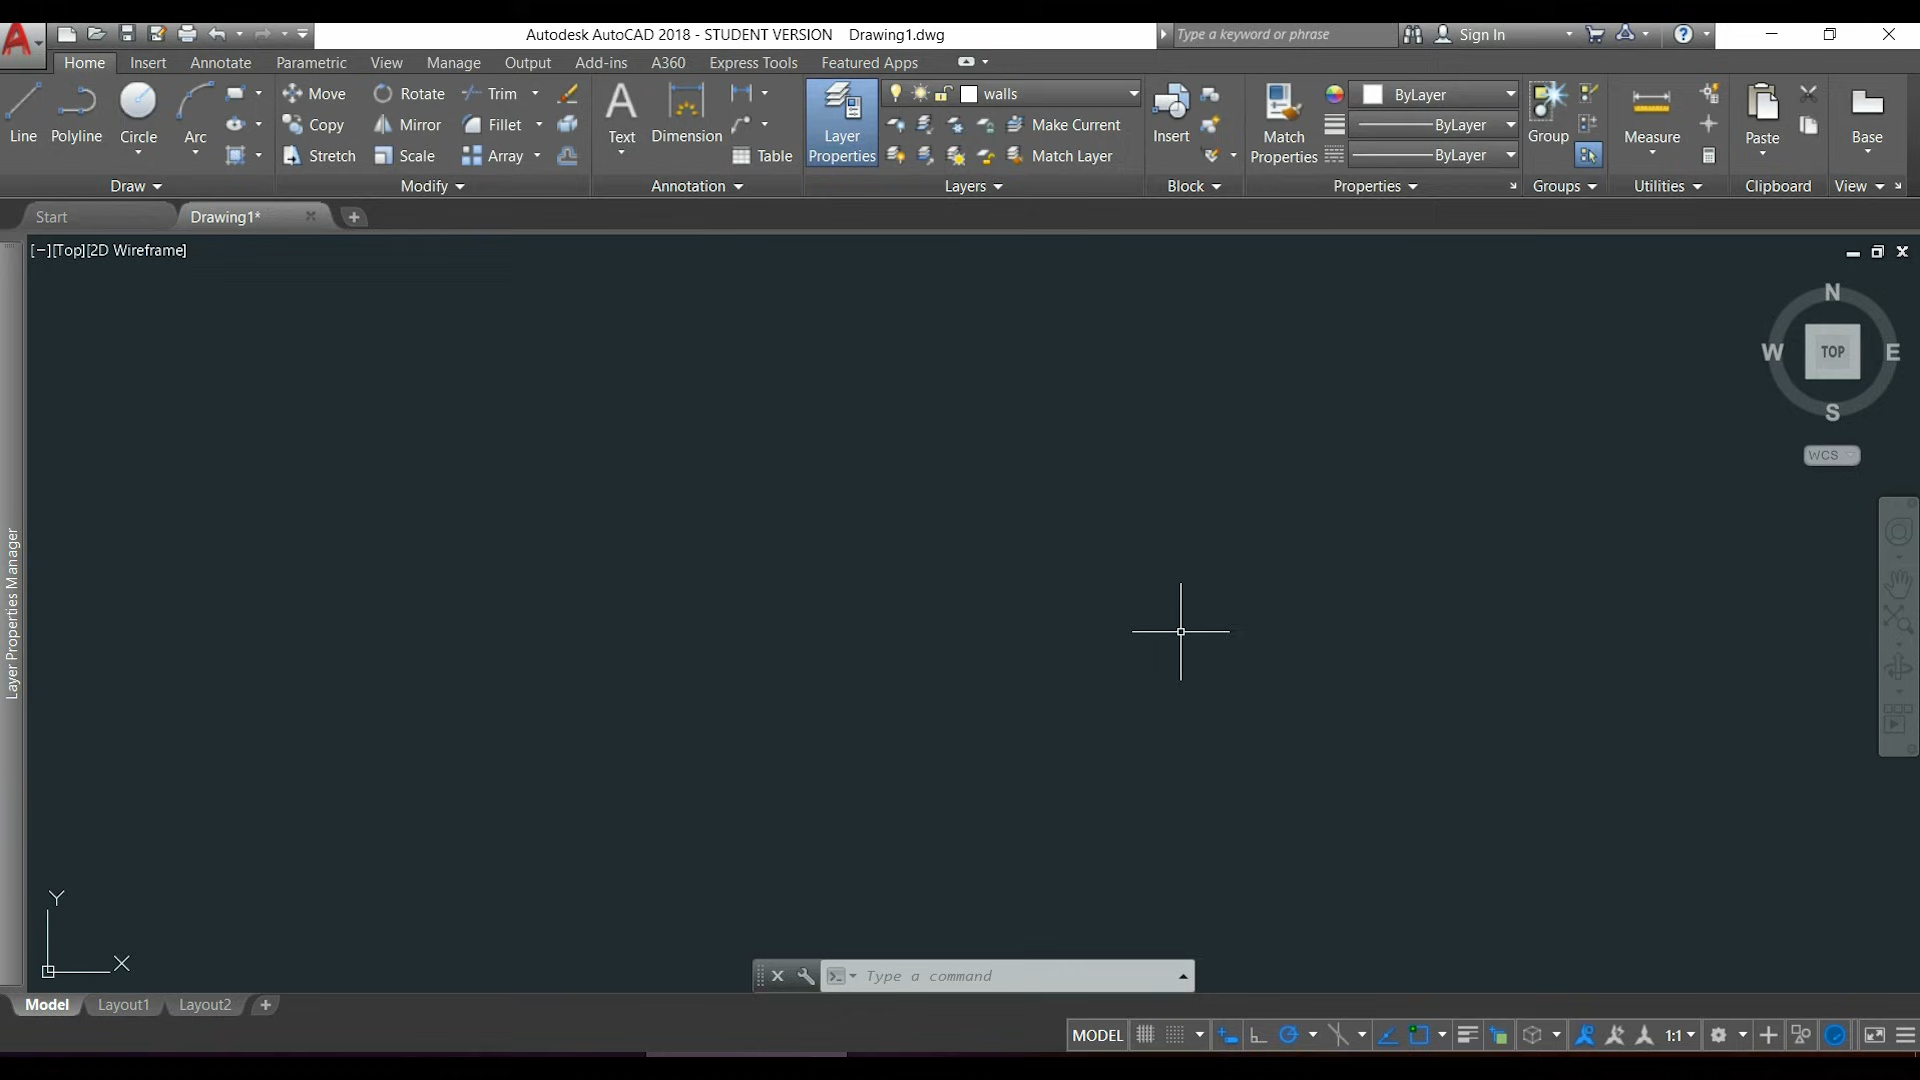 Autodesk AutoCAD 2018 - STUDENT VERSION Drawing1.dwg
Type a keyword or phrase
Sign In
Home Insert Annotate Parametric View Manage Output Add-ins A360 Express Tools Featured Apps
Line Polyline Circle Arc
Move Rotate Trim
Copy Mirror Fillet
Stretch Scale Array
Text Dimension Table
Layer Properties
walls
Make Current
Match Layer
Insert
Match Properties
ByLayer
ByLayer
ByLayer
Group Measure Paste Base
Draw Modify Annotation Layers Block Properties Groups Utilities Clipboard View
Start Drawing1*
[−][Top][2D Wireframe]
N
W TOP E
S
WCS
Layer Properties Manager
Y
X
Type a command
Model Layout1 Layout2
MODEL 1:1